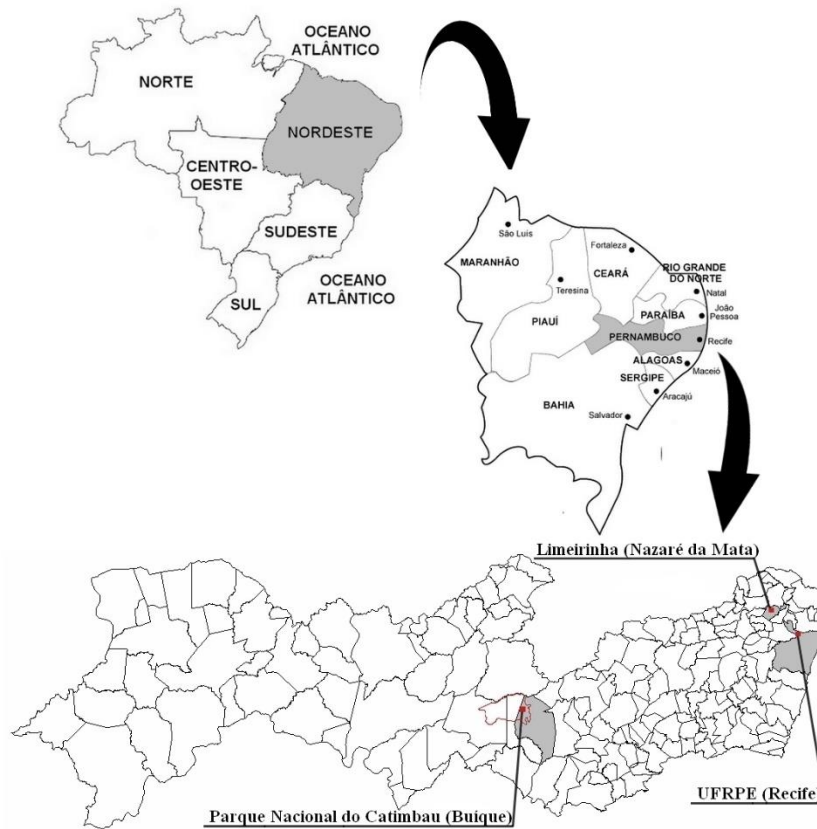 OCEANO
ATLÂNTICO
NORTE
NORDESTE
CENTRO-
OESTE
SUDESTE
OCEANO
ATLÂNTICO
SUL
São Luis
Fortaleza
MARANHÃO
CEARÁ
RIO GRANDE
DO NORTE
Teresina
Natal
PARAÍBA
João
Pessoa
PIAUÍ
PERNAMBUCO
Recife
ALAGOAS
Maceió
SERGIPE
Aracajú
BAHIA
Salvador
Limeirinha (Nazaré da Mata)
UFRPE (Recife)
Parque Nacional do Catimbau (Buíque)